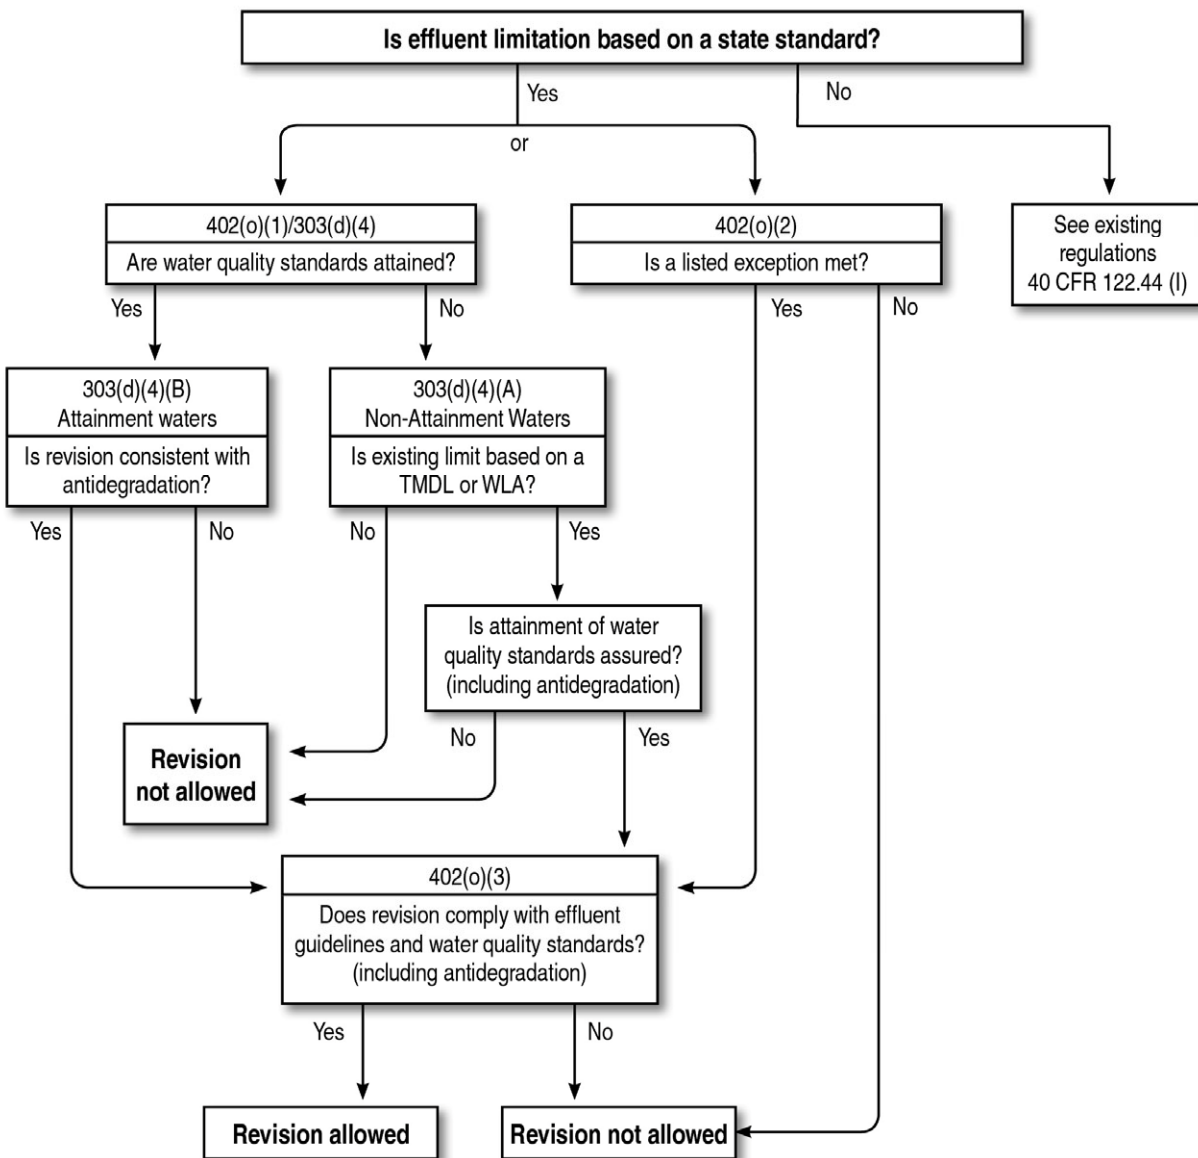 Is effluent limitation based on a state standard?
Yes
No
or
402(o)(1)/303(d)(4)
Are water quality standards attained?
402(o)(2)
Is a listed exception met?
See existing
regulations
40 CFR 122.44 (l)
Yes
No
Yes
No
303(d)(4)(B)
Attainment waters
Is revision consistent with
antidegradation?
303(d)(4)(A)
Non-Attainment Waters
Is existing limit based on a
TMDL or WLA?
Yes
No
No
Yes
Is attainment of water
quality standards assured?
(including antidegradation)
No
Yes
Revision
not allowed
402(o)(3)
Does revision comply with effluent
guidelines and water quality standards?
(including antidegradation)
Yes
No
Revision allowed
Revision not allowed